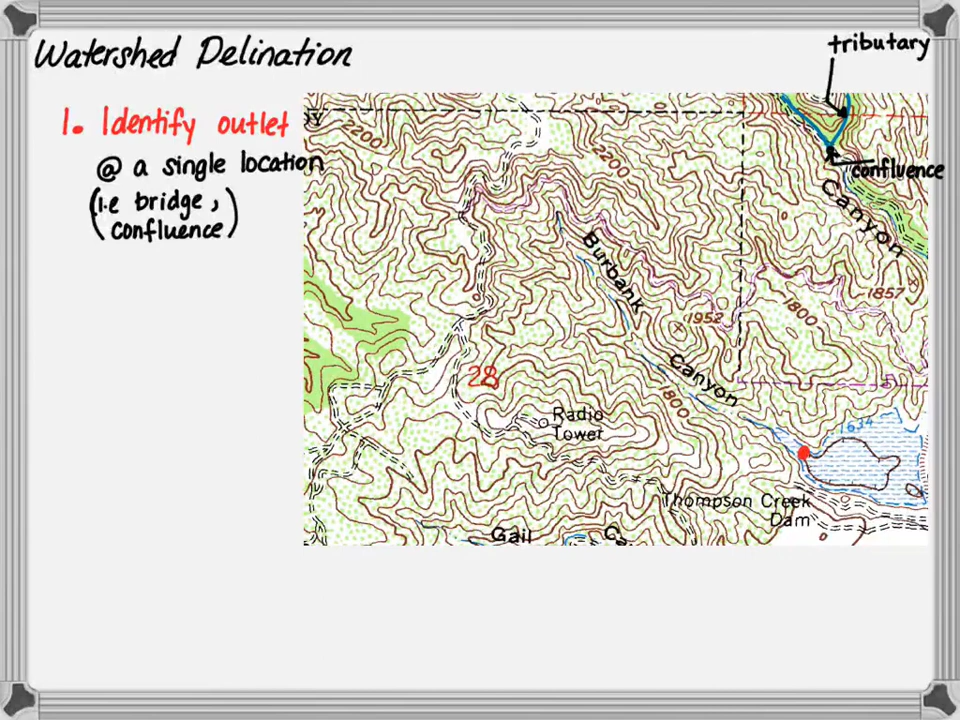 Watershed Delination
tributary
1. Identify outlet
@ a single location
(i.e bridge,
confluence)
confluence
2200
2200
Canyon
Burbank
1857
1952
1800
28
Canyon
1800
Radio
Tower
1634
Thompson Creek
Dam
Gail